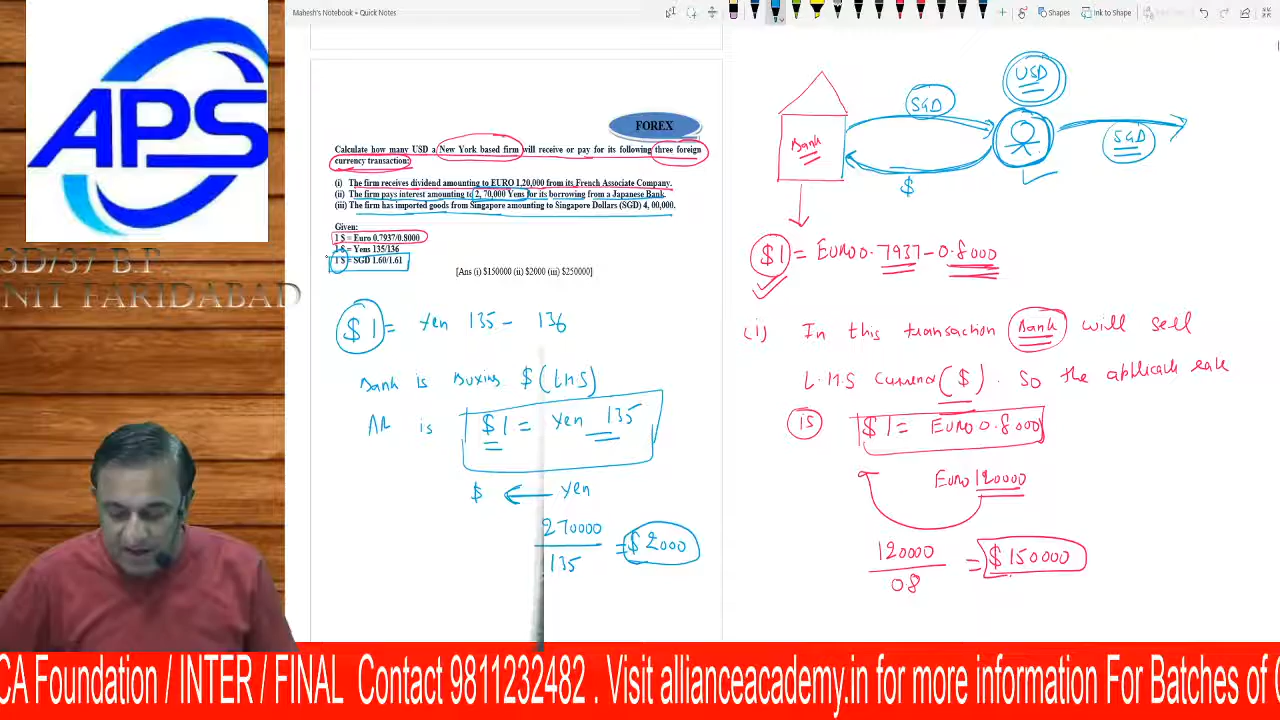 Mahesh's Notebook » Quick Notes
Shapes
Ink to Shape
APS
3D/37 B.P.
NIT FARIDABAD
FOREX
Calculate how many USD a New York based firm will receive or pay for its following three foreign
currency transaction:
(i) The firm receives dividend amounting to EURO 1,20,000 from its French Associate Company.
(ii) The firm pays interest amounting to 2, 70,000 Yens for its borrowing from a Japanese Bank.
(iii) The firm has imported goods from Singapore amounting to Singapore Dollars (SGD) 4, 00,000.
Given:
1 $ = Euro 0.7937/0.8000
1 $ = Yens 135/136
1 $ = SGD 1.60/1.61
[Ans (i) $150000 (ii) $2000 (iii) $250000]
$1 = Yen 135 - 136
Bank is Buying $ (LHS)
AR is $1 = Yen 135
$ ← Yen
270000
135
= $2000
USD
SGD
Bank
SGD
$
$1 = EURO 0.7937 - 0.8000
(i) In this transaction Bank will sell
L.H.S currency ($). So the applicable rate
is $1 = EURO 0.8000
Euro 120000
120000
08
= $150000
CA Foundation / INTER / FINAL Contact 9811232482 . Visit allianceacademy.in for more information For Batches of